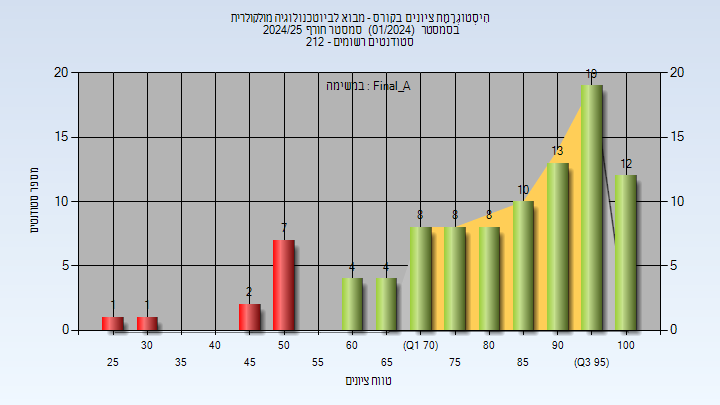 הִיסְטוֹגְרָמַת ציונים בקורס - מבוא לביוטכנולוגיה מולקולרית
בסמסטר (01/2024) סמסטר חורף 2024/25
סטודנטים רשומים - 212
במשימה : Final_A
20 20
15 15
10 10
5 5
0 0
מספר סטודנטים
1 1 2 7 4 4 8 8 8 10 13 19 12
30 40 50 60 (Q1 70) 80 90 100
25 35 45 55 65 75 85 (Q3 95)
טווח ציונים